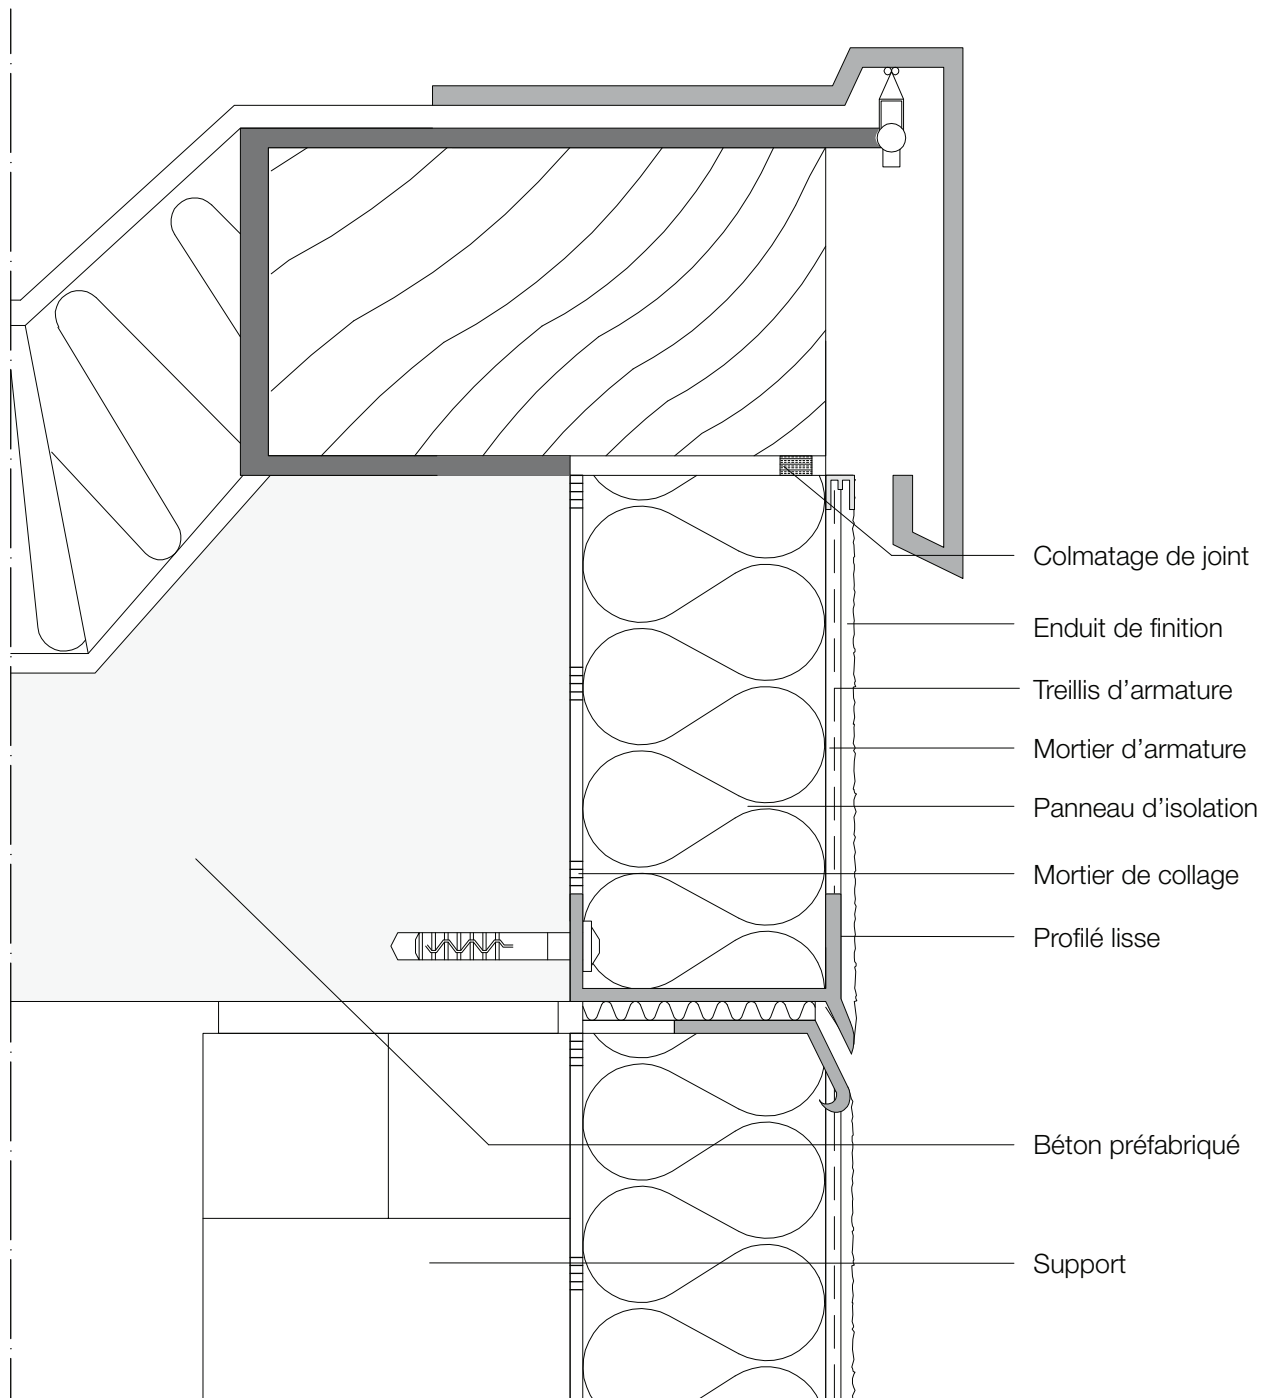 Colmatage de joint
Enduit de finition
Treillis d’armature
Mortier d’armature
Panneau d’isolation
Mortier de collage
Profilé lisse
Béton préfabriqué
Support